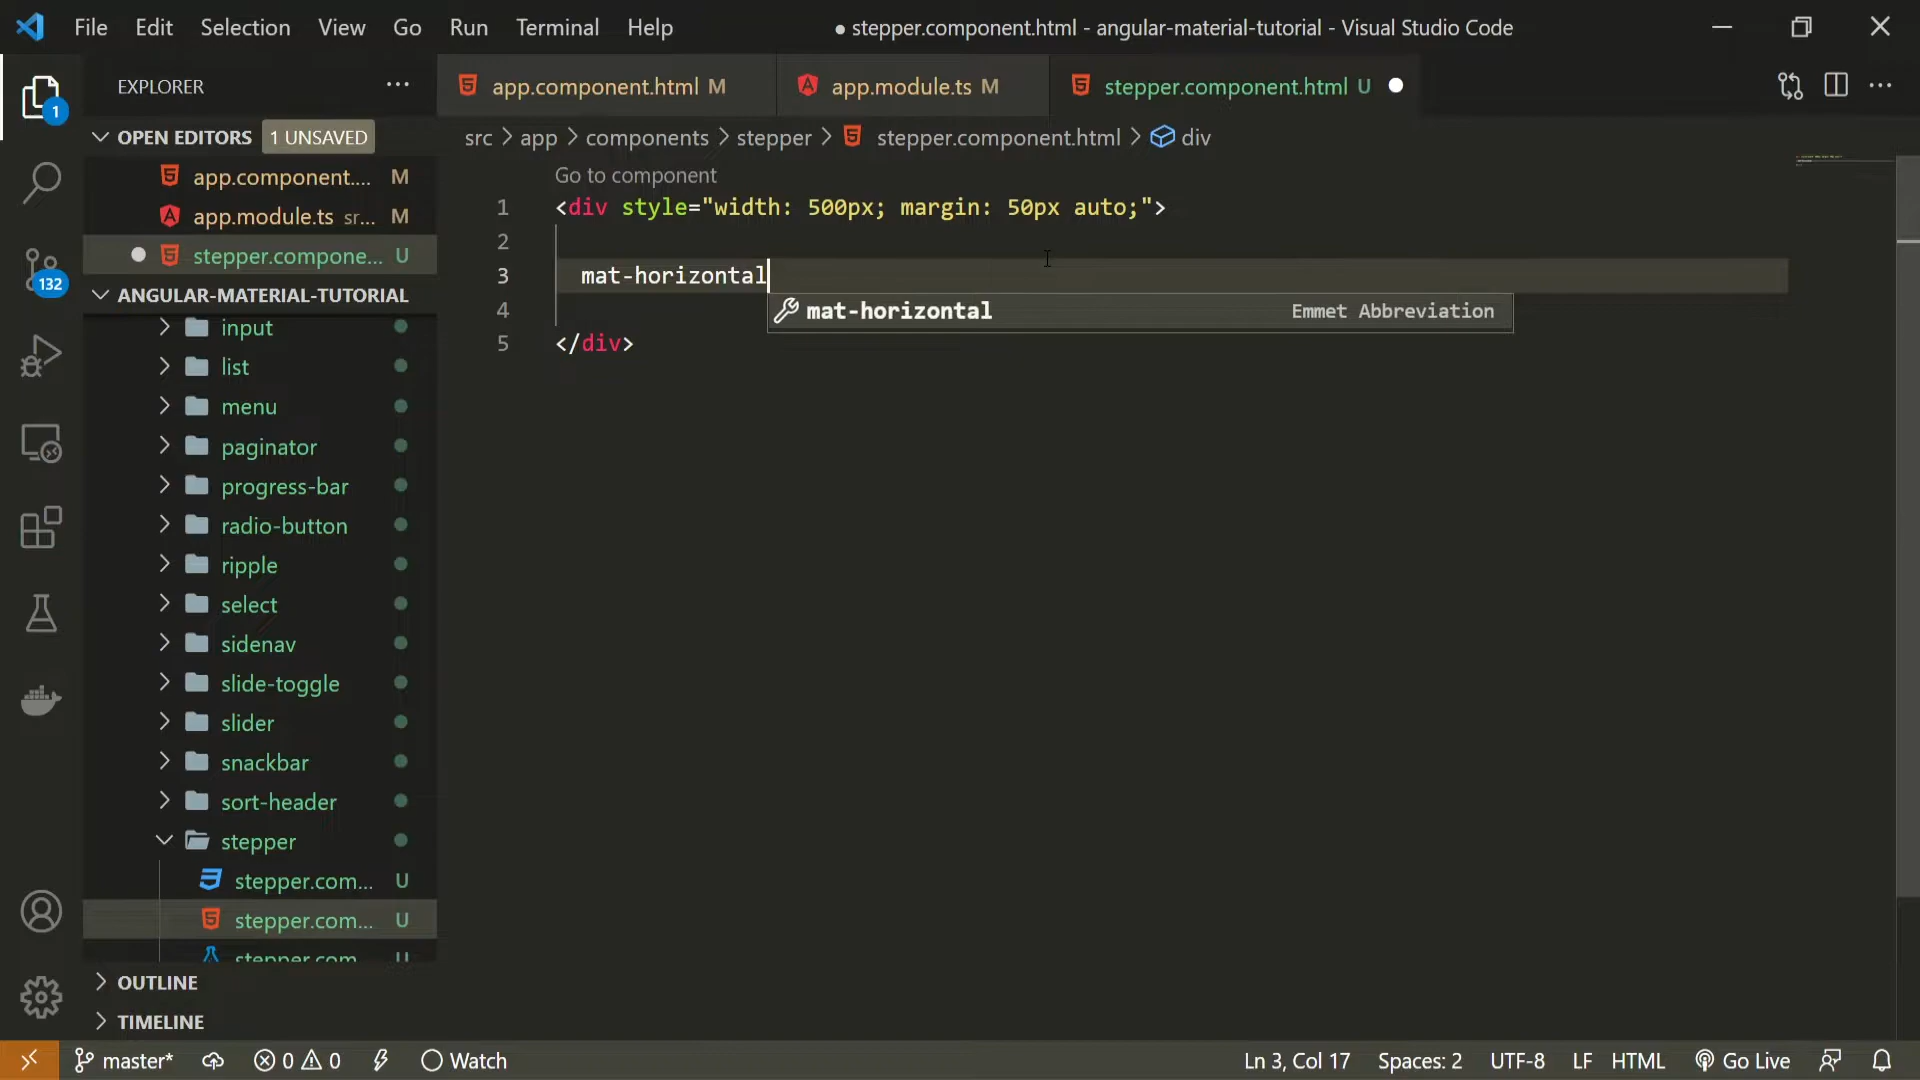 File Edit Selection View Go Run Terminal Help
● stepper.component.html - angular-material-tutorial - Visual Studio Code
EXPLORER ···
app.component.html M
app.module.ts M
stepper.component.html U
OPEN EDITORS 1 UNSAVED
app.component.... M
app.module.ts sr... M
stepper.compone... U
ANGULAR-MATERIAL-TUTORIAL
input
list
menu
paginator
progress-bar
radio-button
ripple
select
sidenav
slide-toggle
slider
snackbar
sort-header
stepper
stepper.com... U
stepper.com... U
stepper.com... U
OUTLINE
TIMELINE
1
132
src > app > components > stepper > stepper.component.html > div
Go to component
1 <div style="width: 500px; margin: 50px auto;">
2
3 mat-horizontal
mat-horizontal Emmet Abbreviation
4
5 </div>
master* 0 0 Watch
Ln 3, Col 17 Spaces: 2 UTF-8 LF HTML Go Live